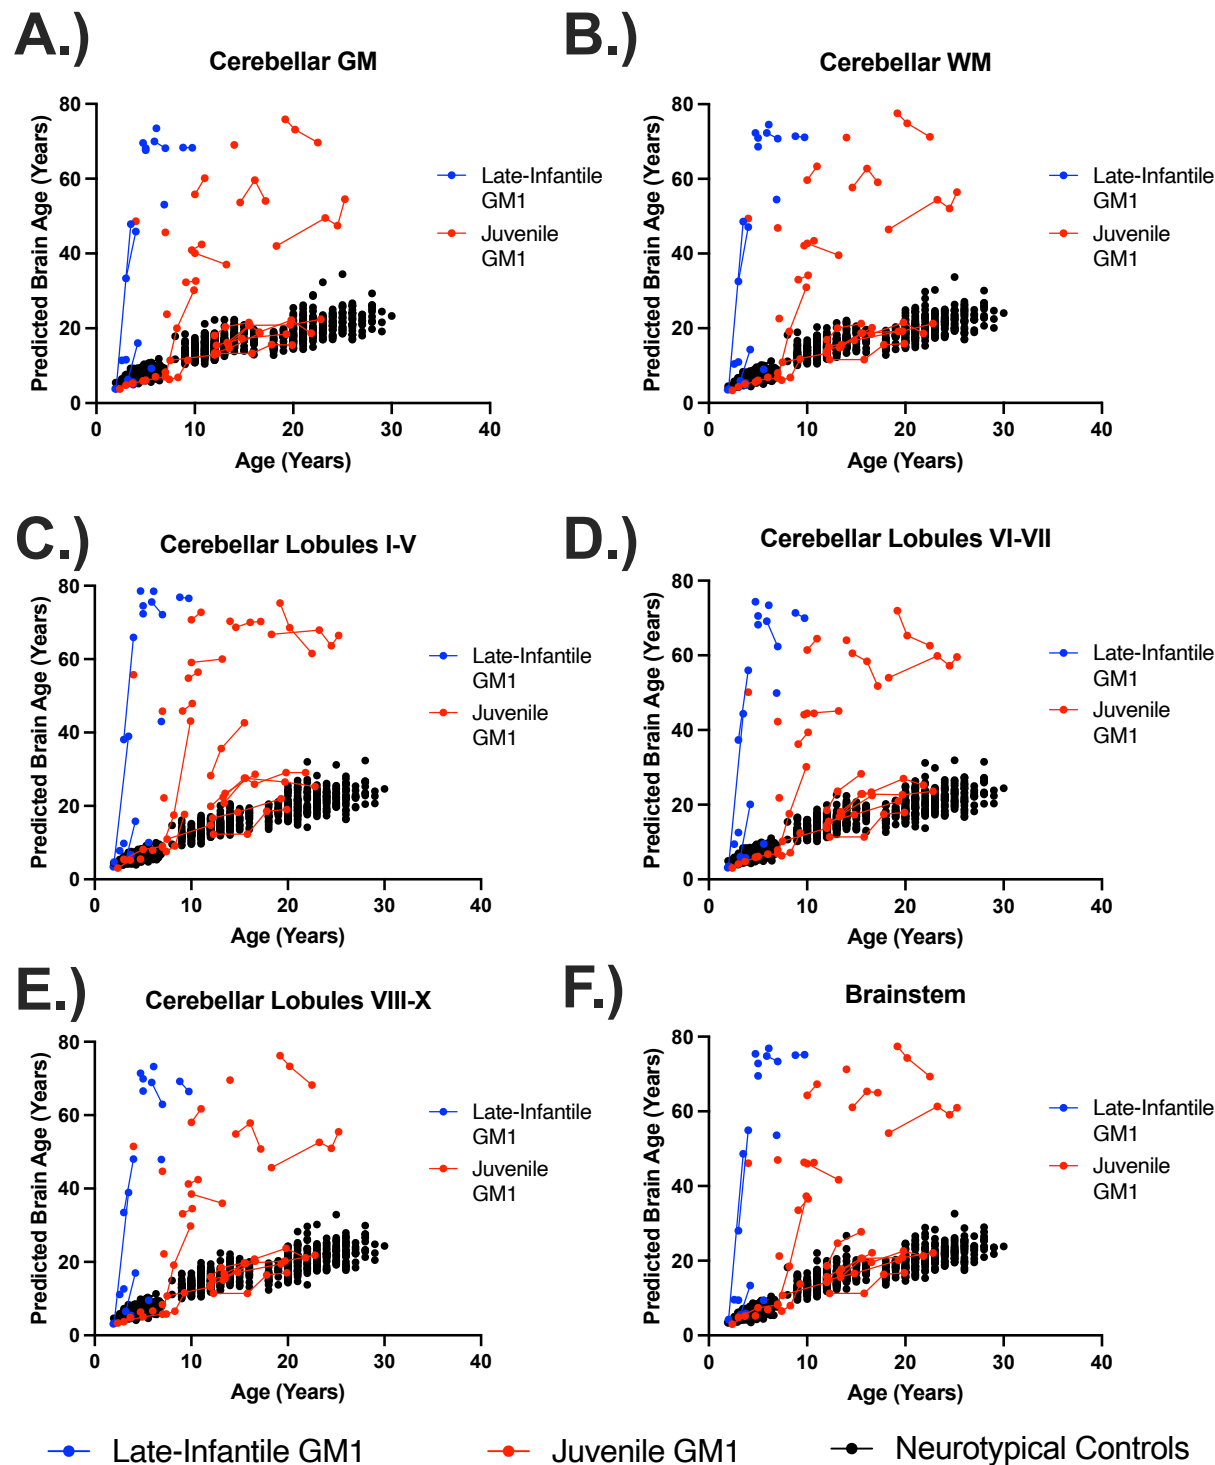 A.)
Cerebellar GM
Predicted Brain Age (Years)
80
60
40
20
0
0 10 20 30 40
Age (Years)
Late-Infantile
GM1
Juvenile
GM1
B.)
Cerebellar WM
Predicted Brain Age (Years)
80
60
40
20
0
0 10 20 30 40
Age (Years)
Late-Infantile
GM1
Juvenile
GM1
C.)
Cerebellar Lobules I-V
Predicted Brain Age (Years)
80
60
40
20
0
0 10 20 30 40
Age (Years)
Late-Infantile
GM1
Juvenile
GM1
D.)
Cerebellar Lobules VI-VII
Predicted Brain Age (Years)
80
60
40
20
0
0 10 20 30 40
Age (Years)
Late-Infantile
GM1
Juvenile
GM1
E.)
Cerebellar Lobules VIII-X
Predicted Brain Age (Years)
80
60
40
20
0
0 10 20 30 40
Age (Years)
Late-Infantile
GM1
Juvenile
GM1
F.)
Brainstem
Predicted Brain Age (Years)
80
60
40
20
0
0 10 20 30 40
Age (Years)
Late-Infantile
GM1
Juvenile
GM1
Late-Infantile GM1 Juvenile GM1 Neurotypical Controls